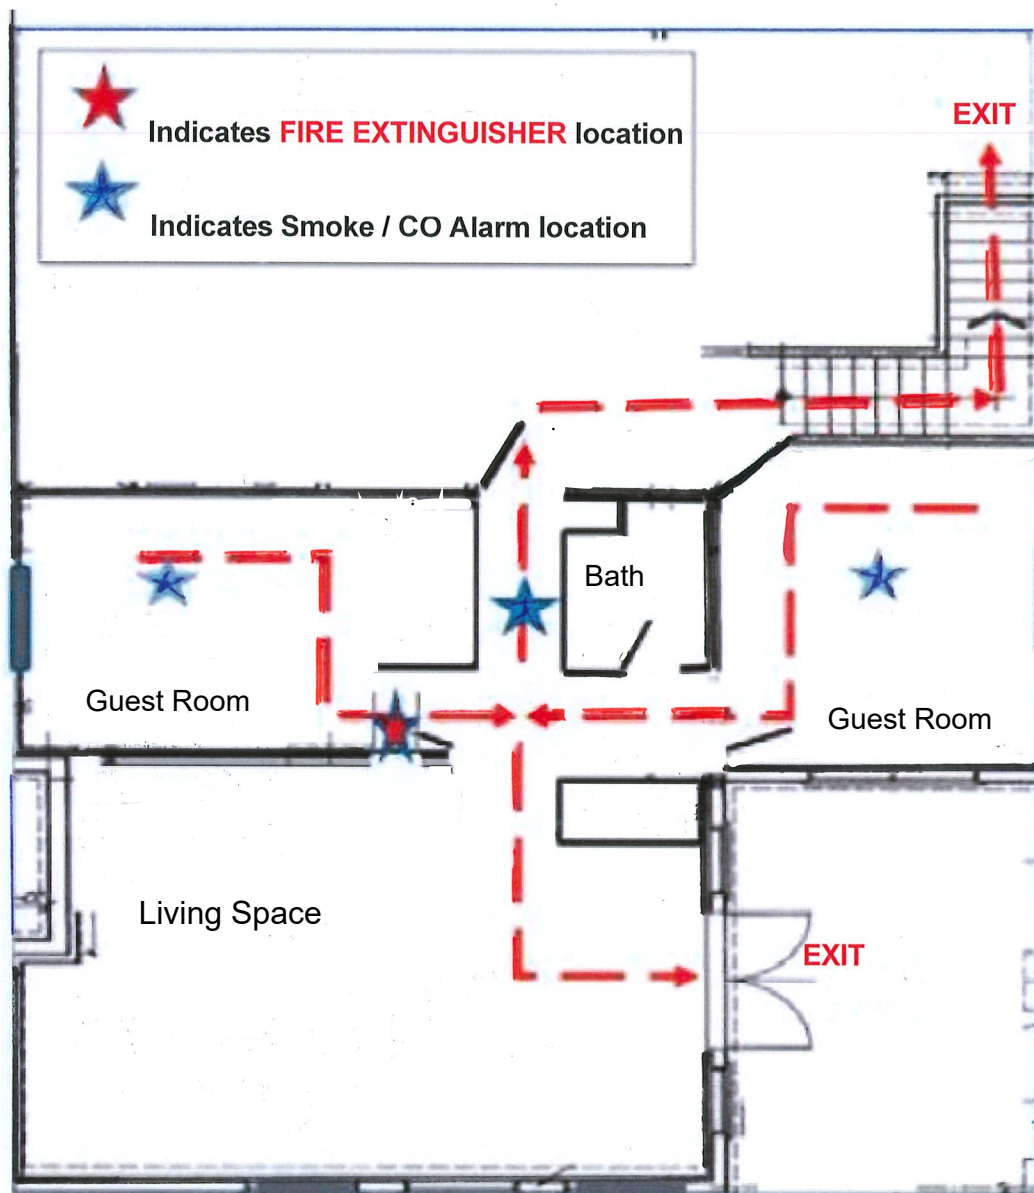 Indicates FIRE EXTINGUISHER location
Indicates Smoke / CO Alarm location
EXIT
Bath
Guest Room
Guest Room
Living Space
EXIT